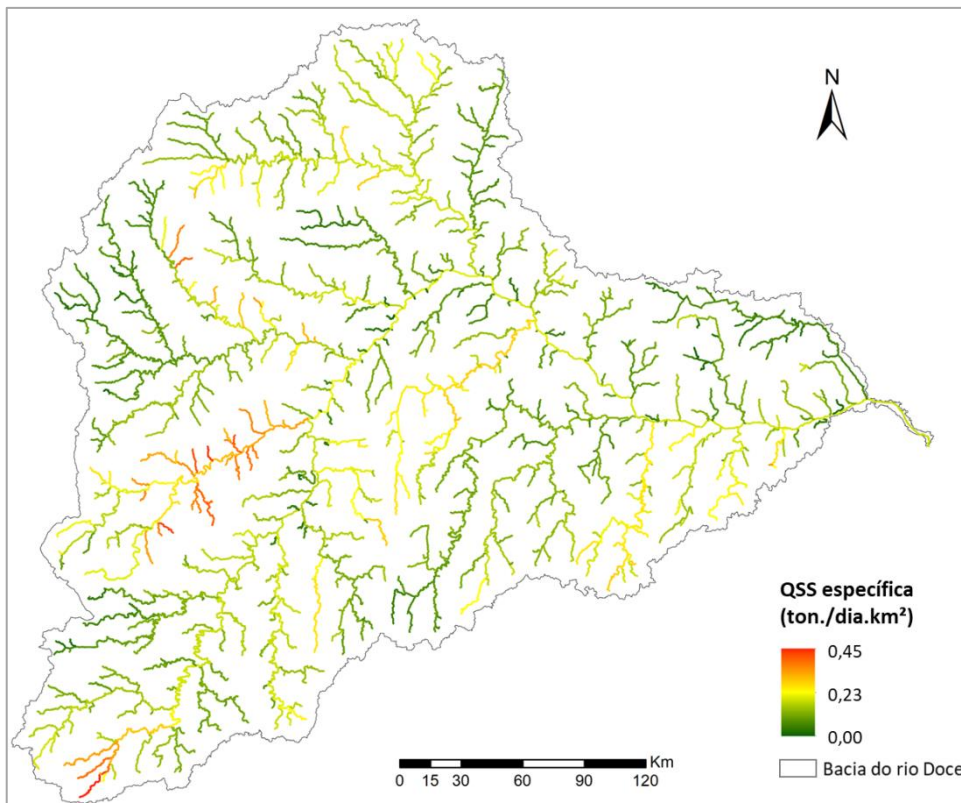 N
QSS específica
(ton./dia.km²)
0,45
0,23
0,00
Bacia do rio Doce
Km
0 15 30 60 90 120